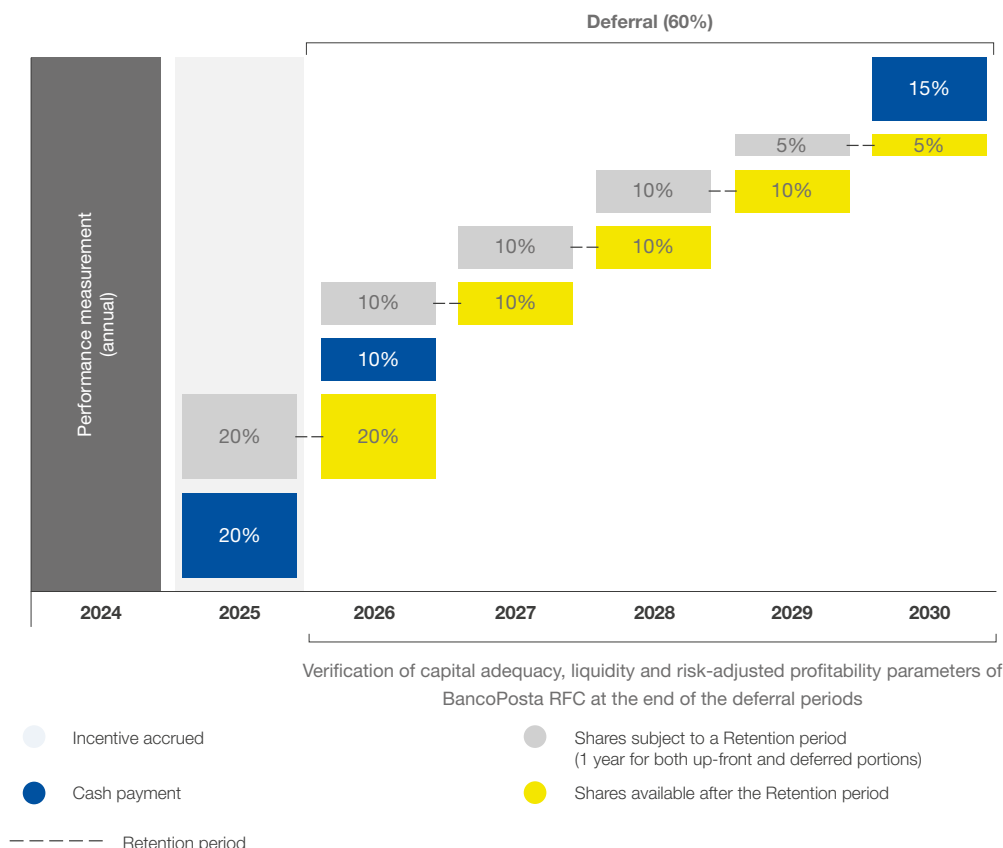 Deferral (60%)
15%
5%
5%
10%
10%
10%
10%
10%
10%
10%
20%
20%
20%
Performance measurement
(annual)
2024
2025
2026
2027
2028
2029
2030
Verification of capital adequacy, liquidity and risk-adjusted profitability parameters of
BancoPosta RFC at the end of the deferral periods
Incentive accrued
Shares subject to a Retention period
(1 year for both up-front and deferred portions)
Cash payment
Shares available after the Retention period
Retention period